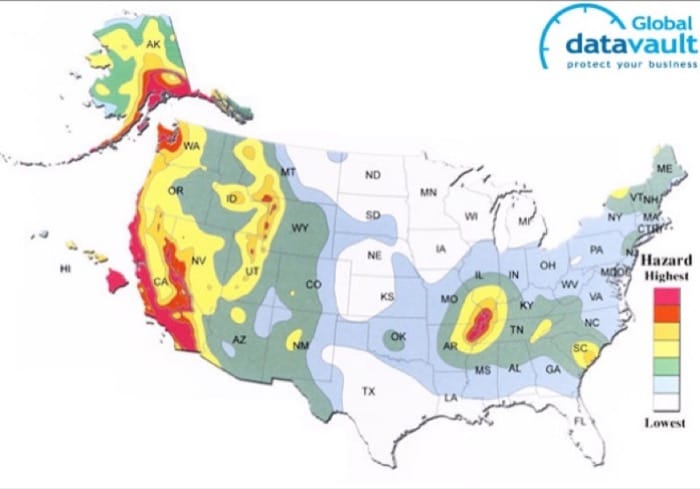 Global
datavault
protect your business
AK
WA
MT
ND
ME
OR
ID
MN
VT
NH
SD
WI
MI
NY
MA
WY
CT
RI
IA
PA
NJ
NE
OH
NV
UT
IL
IN
HI
CA
CO
WV
MD
KS
MO
KY
VA
NC
TN
OK
AZ
NM
AR
SC
MS
AL
GA
TX
LA
FL
Hazard
Highest
Lowest